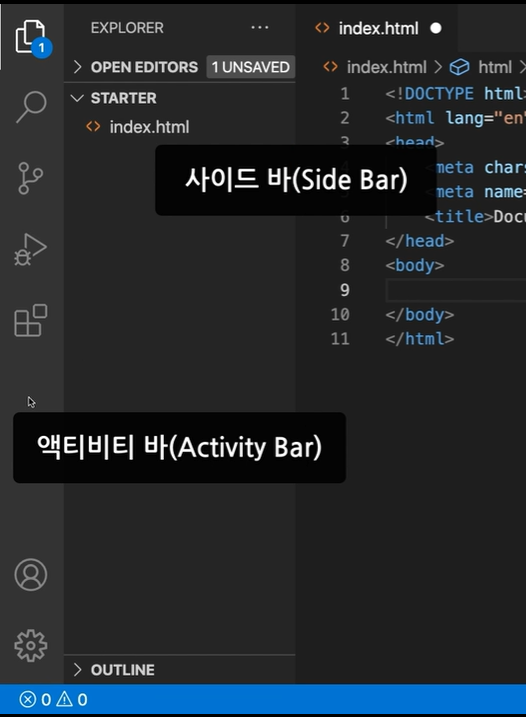 EXPLORER
OPEN EDITORS 1 UNSAVED
STARTER
index.html
index.html
index.html > html >
1 <!DOCTYPE html>
2 <html lang="en"
3 <head>
사이드 바(Side Bar)
meta chars
meta name=
6 <title>Docu
7 </head>
8 <body>
9
10 </body>
11 </html>
액티비티 바(Activity Bar)
OUTLINE
0 0
1